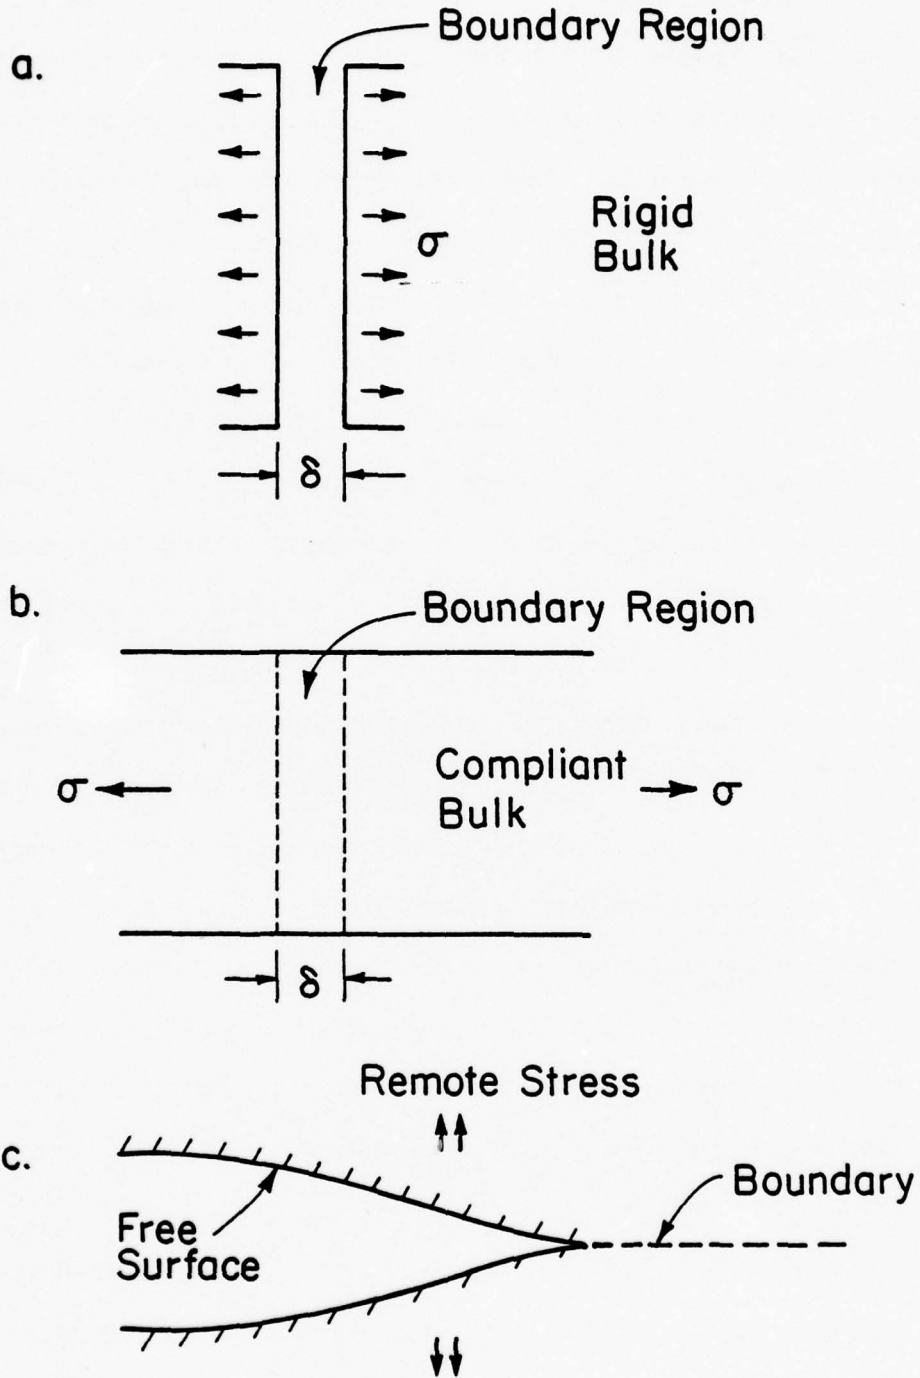 a.
Boundary Region
Rigid
Bulk
σ
δ
b.
Boundary Region
Compliant
Bulk
σ
σ
δ
Remote Stress
c.
Boundary
Free
Surface